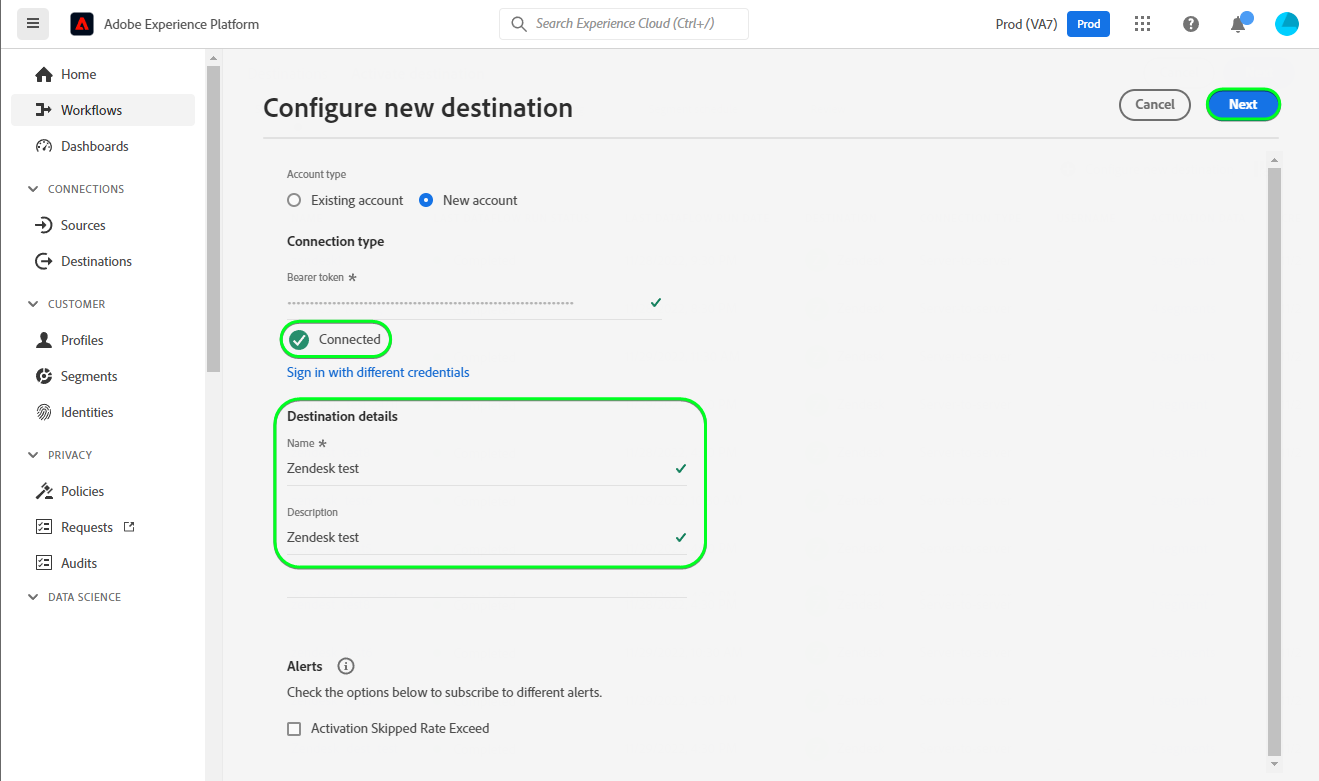 Adobe Experience Platform
Search Experience Cloud (Ctrl+/)
Prod (VA7)
Prod
Home
Workflows
Dashboards
CONNECTIONS
Sources
Destinations
CUSTOMER
Profiles
Segments
Identities
PRIVACY
Policies
Requests
Audits
DATA SCIENCE
Configure new destination
Cancel
Next
Account type
Existing account
New account
Connection type
Bearer token *
Connected
Sign in with different credentials
Destination details
Name *
Zendesk test
Description
Zendesk test
Alerts
Check the options below to subscribe to different alerts.
Activation Skipped Rate Exceed